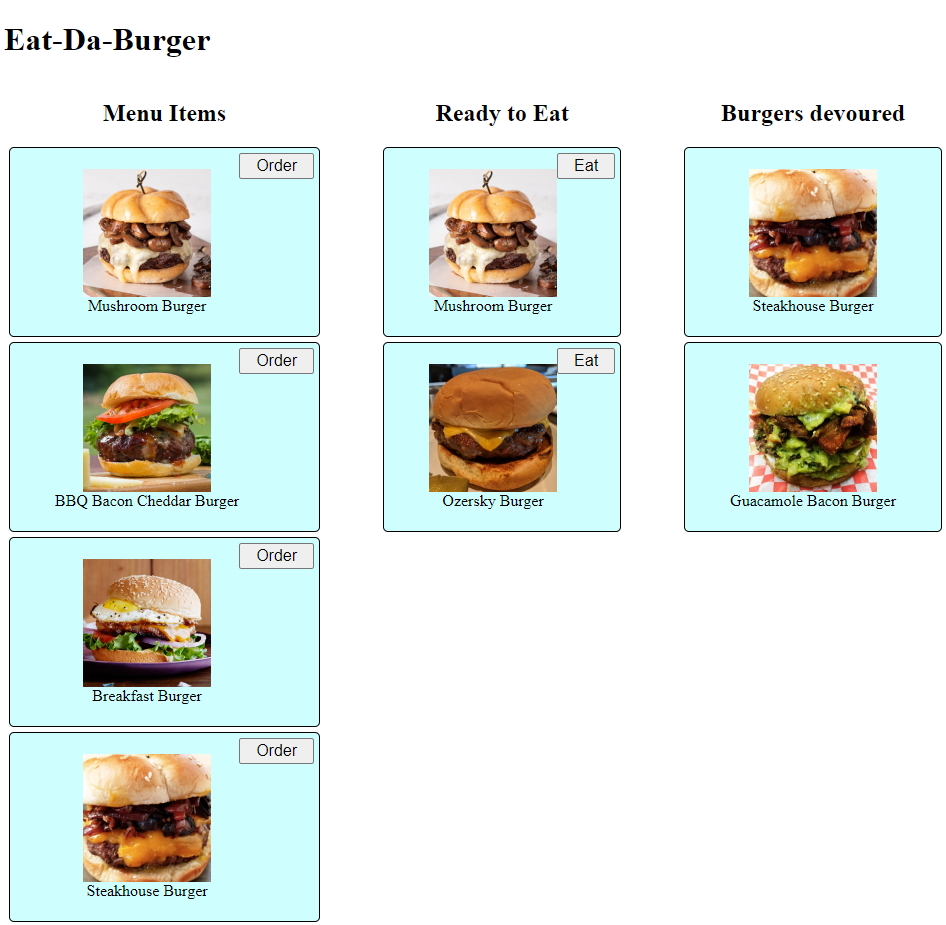 Eat-Da-Burger
Menu Items
Order
Mushroom Burger
Order
BBQ Bacon Cheddar Burger
Order
Breakfast Burger
Order
Steakhouse Burger
Ready to Eat
Eat
Mushroom Burger
Eat
Ozersky Burger
Burgers devoured
Steakhouse Burger
Guacamole Bacon Burger